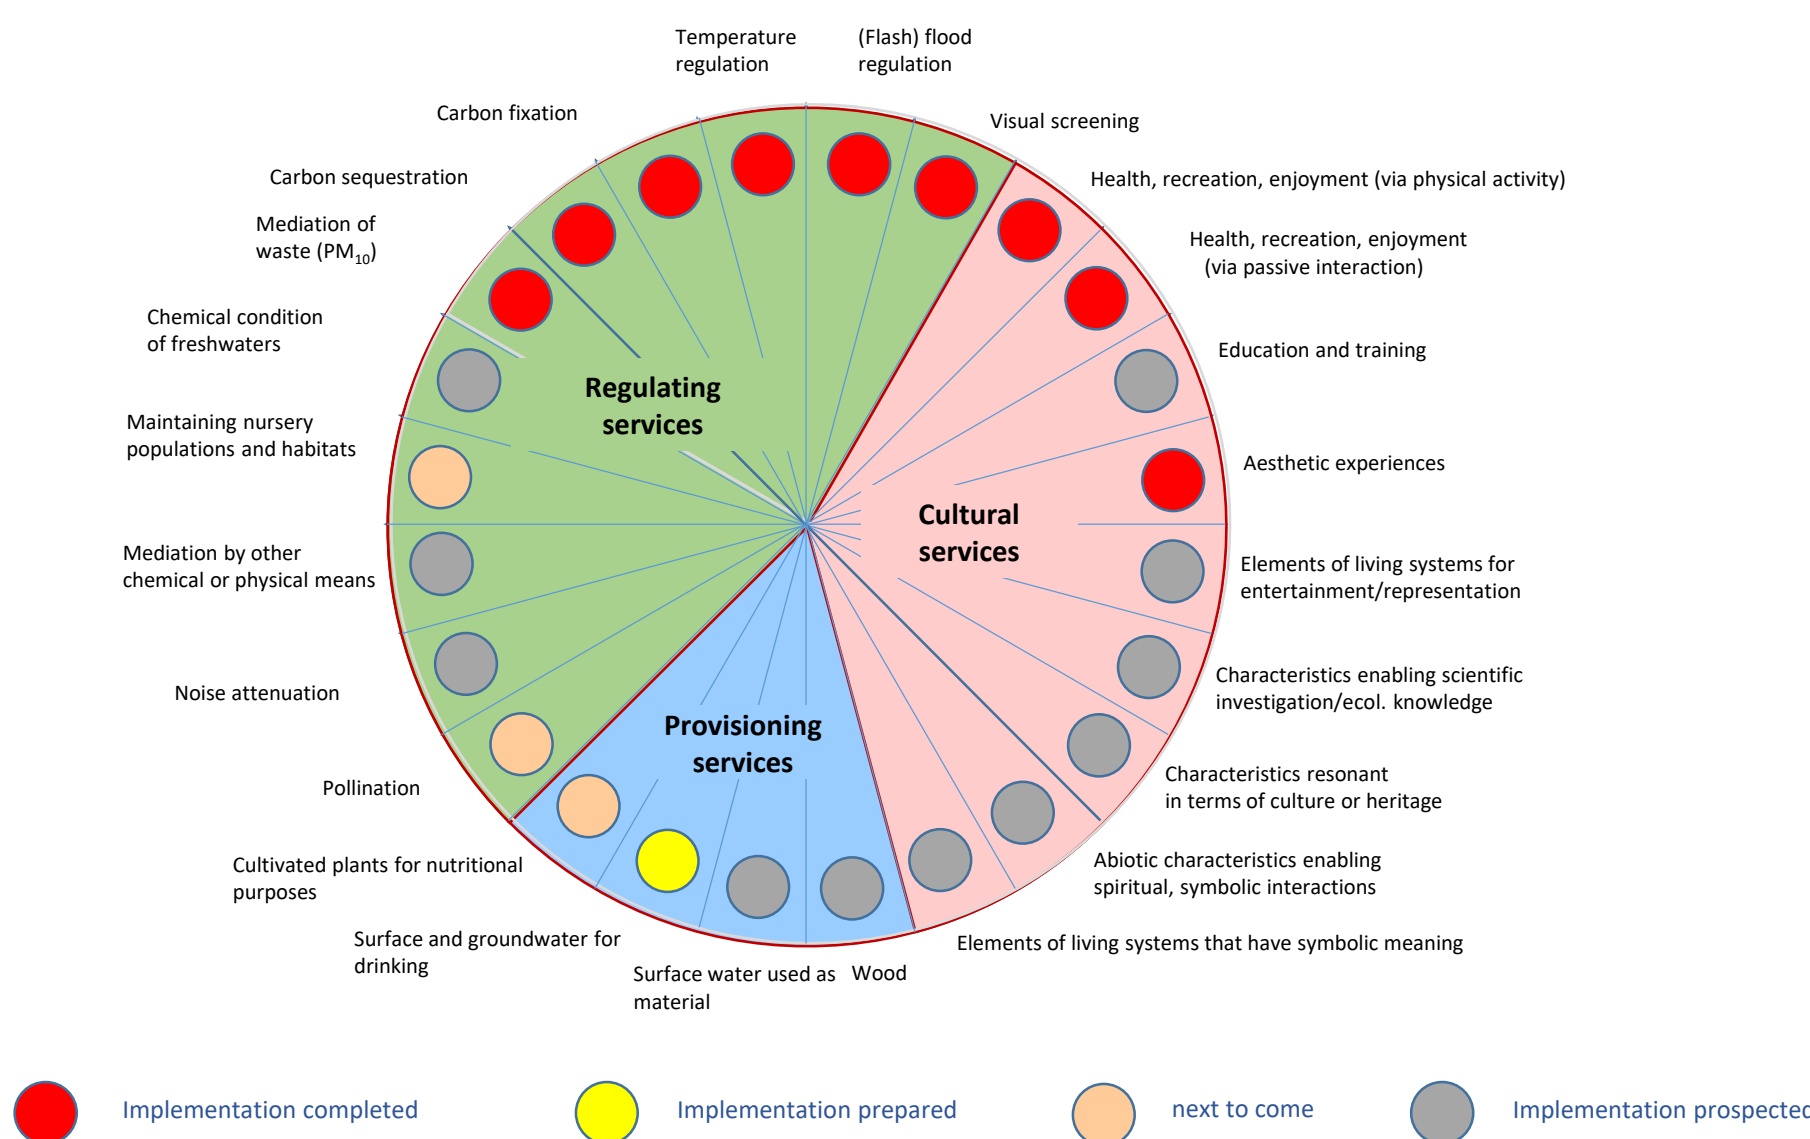 Temperature
regulation
(Flash) flood
regulation
Carbon fixation
Visual screening
Carbon sequestration
Health, recreation, enjoyment (via physical activity)
Mediation of
waste (PM10)
Health, recreation, enjoyment
(via passive interaction)
Chemical condition
of freshwaters
Education and training
Regulating
services
Maintaining nursery
populations and habitats
Aesthetic experiences
Cultural
services
Mediation by other
chemical or physical means
Elements of living systems for
entertainment/representation
Noise attenuation
Characteristics enabling scientific
investigation/ecol. knowledge
Provisioning
services
Pollination
Characteristics resonant
in terms of culture or heritage
Cultivated plants for nutritional
purposes
Abiotic characteristics enabling
spiritual, symbolic interactions
Surface and groundwater for
drinking
Elements of living systems that have symbolic meaning
Surface water used as
material
Wood
Implementation completed
Implementation prepared
next to come
Implementation prospected